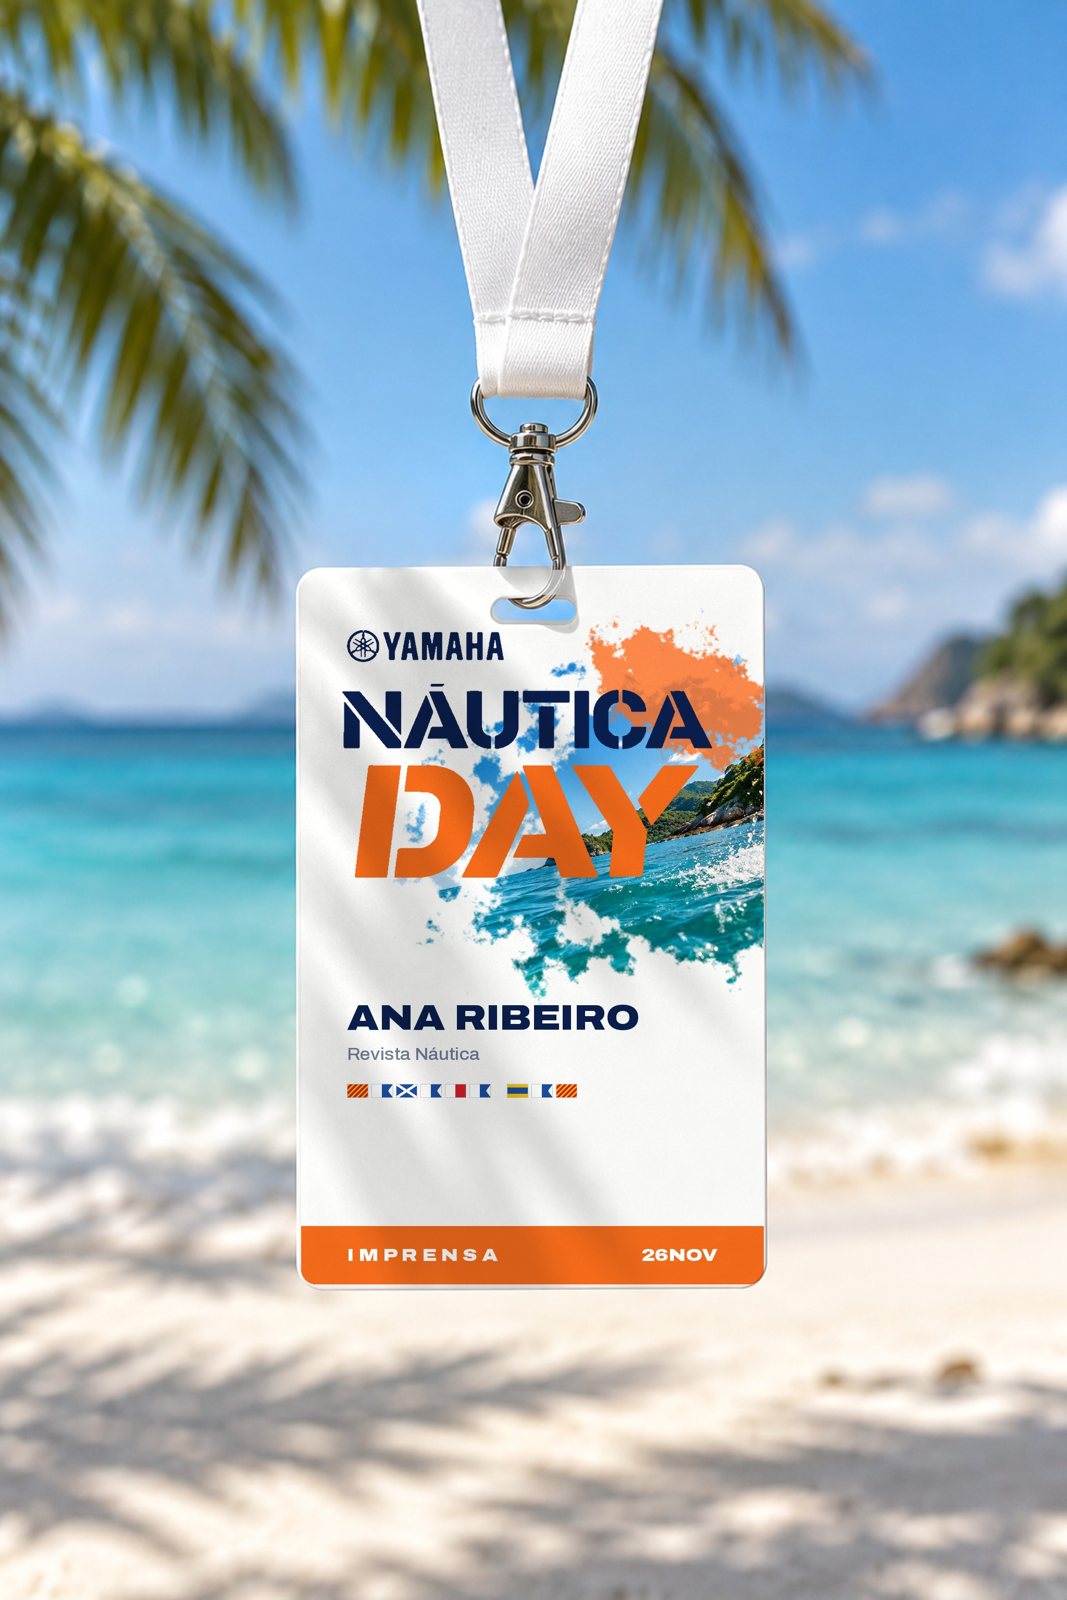 YAMAHA
NÁUTICA
DAY
ANA RIBEIRO
Revista Náutica
IMPRENSA
26NOV